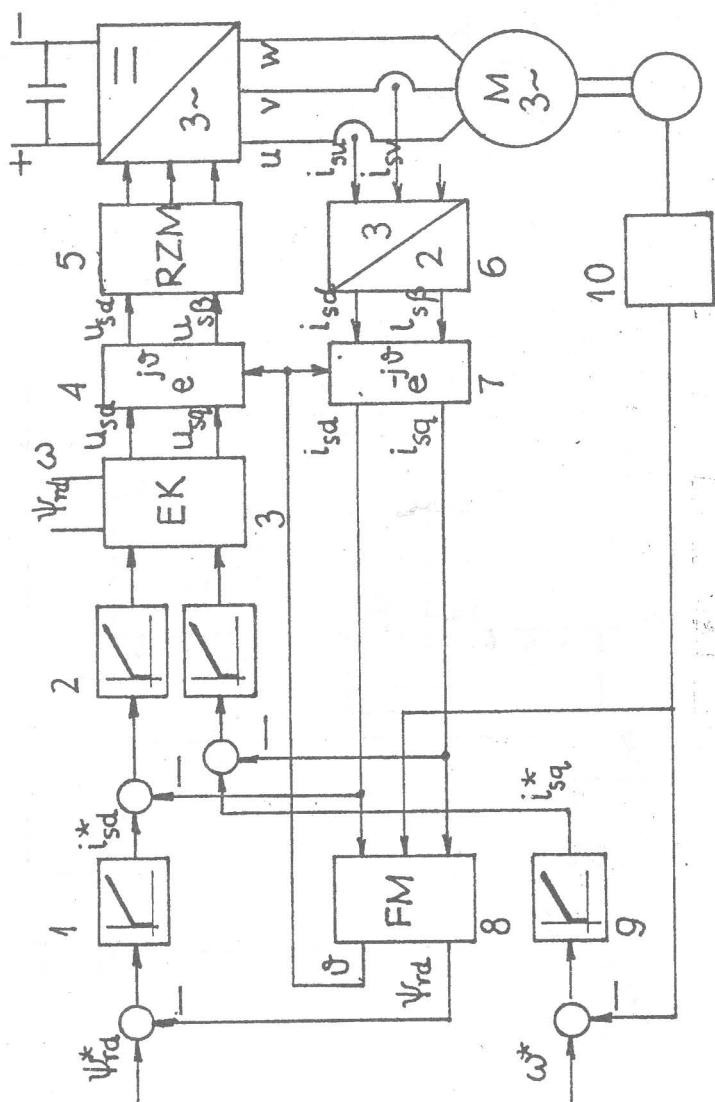 ψ*rd
1
i*sd
2
ψrd
ω
EK
3
usd
usq
4
e^jϑ
usα
usβ
5
RZM
+
−
=
3~
u
v
w
isu
isv
3
2
6
isα
isβ
e^-jϑ
7
isd
isq
M
3~
10
−
−
−
ϑ
ψrd
FM
8
ω*
−
9
i*sq